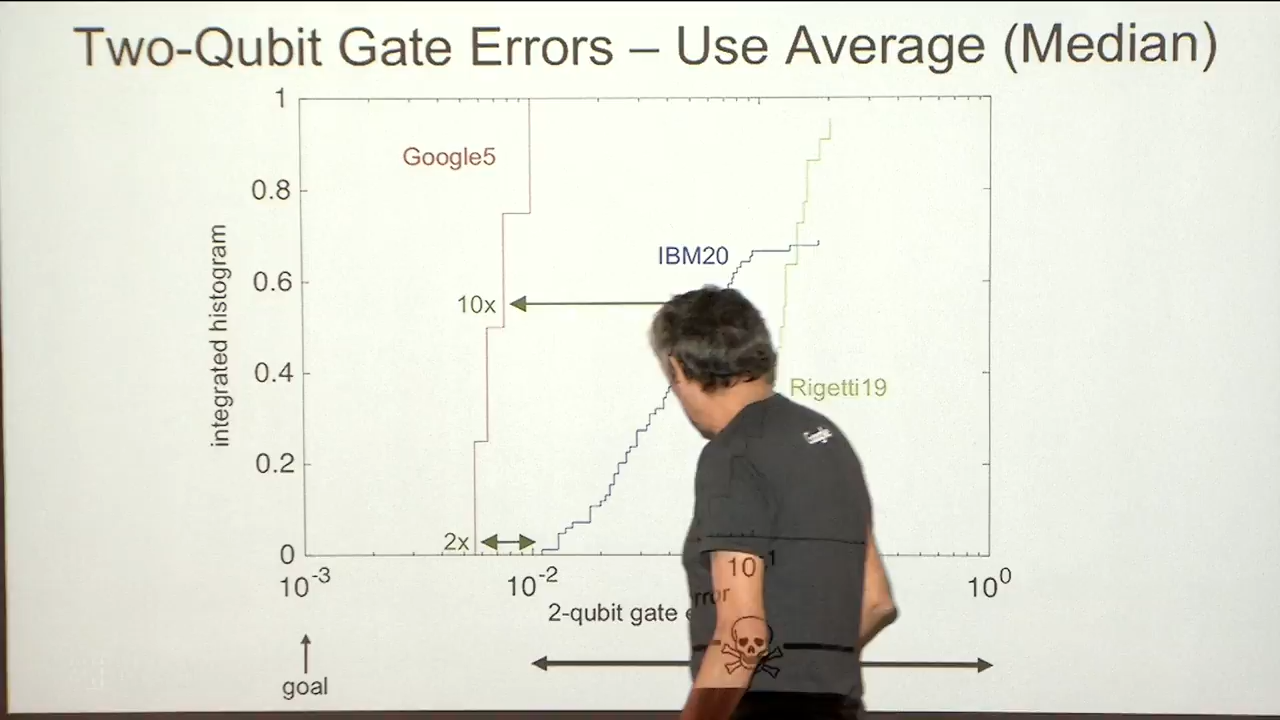 Two-Qubit Gate Errors – Use Average (Median)
1
0.8
0.6
0.4
0.2
0
integrated histogram
Google5
IBM20
10x
Rigetti19
Google
2x
10⁻³
10⁻²
10⁻¹
10⁰
2-qubit gate error
goal